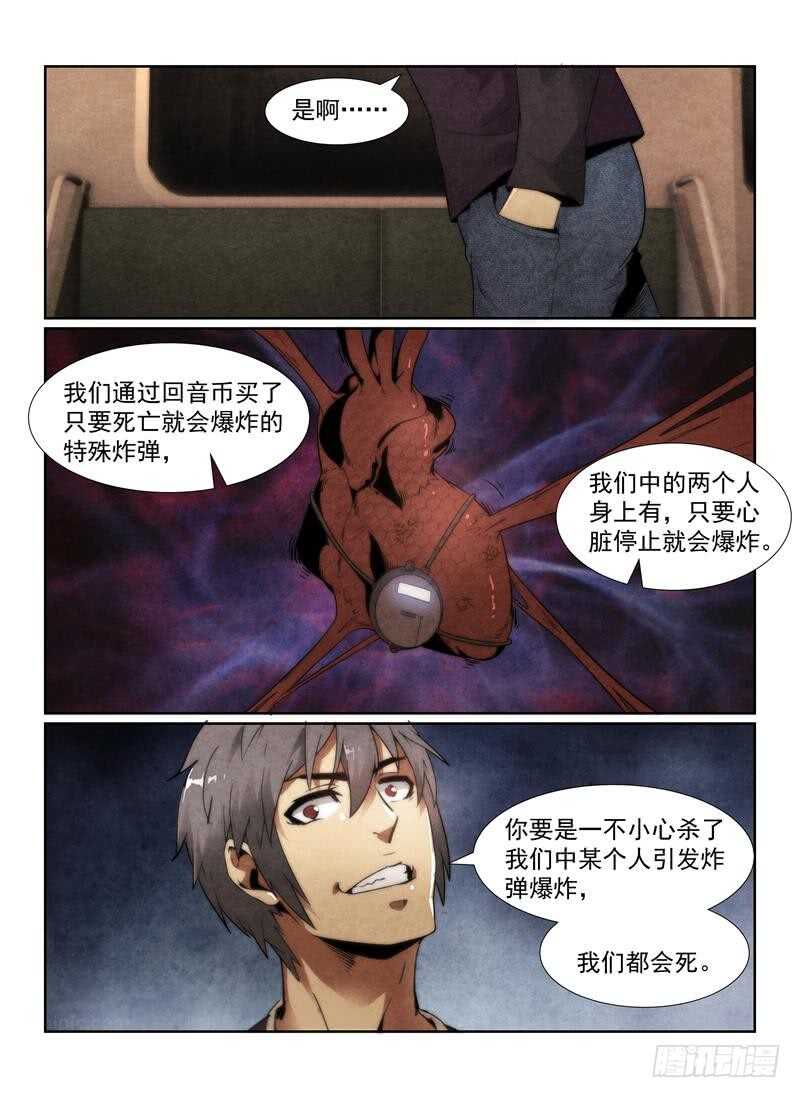 是啊……
我们通过回音币买了
只要死亡就会爆炸的
特殊炸弹，
我们中的两个人
身上有，只要心
脏停止就会爆炸。
你要是一不小心杀了
我们中某个人引发炸
弹爆炸，
我们都会死。
腾讯动漫